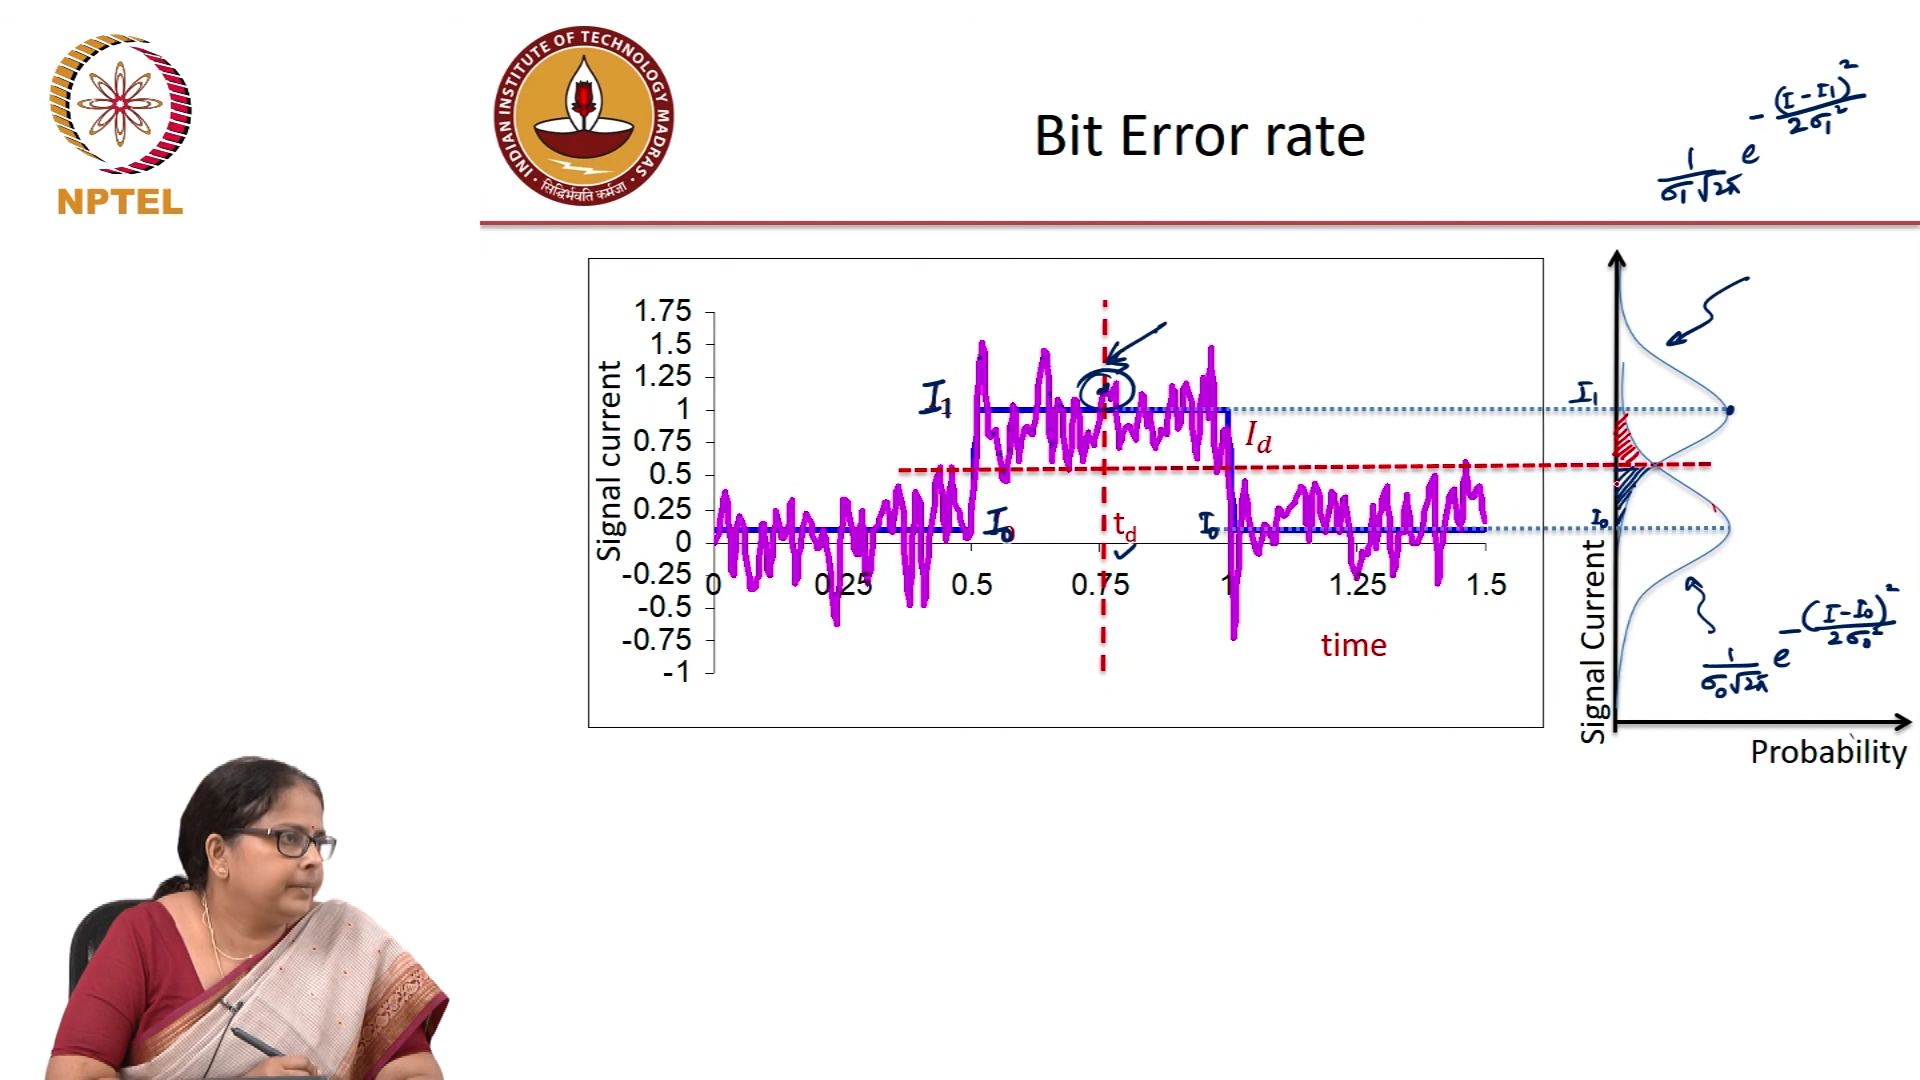 NPTEL
INDIAN INSTITUTE OF TECHNOLOGY MADRAS
सिद्धिर्भवति कर्मजा
Bit Error rate
1/(σ₁√2π) e^-(I-I₁)²/2σ₁²
Signal current
1.75
1.5
1.25
1
0.75
0.5
0.25
0
-0.25
-0.5
-0.75
-1
0 0.25 0.5 0.75 1 1.25 1.5
I₁
I₀
t_d
I_d
I₀
time
I₁
I₀
Signal Current
1/(σ₀√2π) e^-(I-I₀)²/2σ₀²
Probability